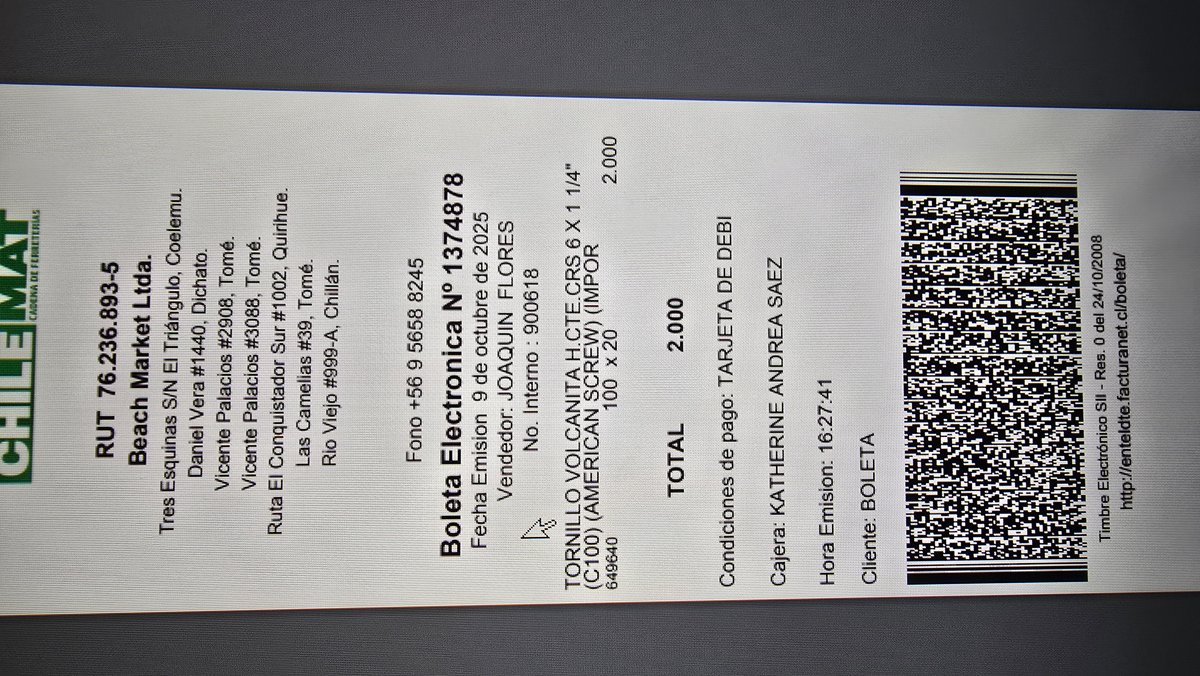 CHILEMAT
CADENA DE FERRETERIAS
RUT 76.236.893-5
Beach Market Ltda.
Tres Esquinas S/N El Triángulo, Coelemu.
Daniel Vera #1440, Dichato.
Vicente Palacios #2908, Tomé.
Vicente Palacios #3088, Tomé.
Ruta El Conquistador Sur #1002, Quirihue.
Las Camelias #39, Tomé.
Rio Viejo #999-A, Chillán.
Fono +56 9 5658 8245
Boleta Electronica Nº 1374878
Fecha Emision 9 de octubre de 2025
Vendedor: JOAQUIN FLORES
No. Interno : 900618
TORNILLO VOLCANITA H.CTE.CRS 6 X 1 1/4"
(C100) (AMERICAN SCREW) (IMPOR
649640 100 x 20 2.000
TOTAL 2.000
Condiciones de pago: TARJETA DE DEBI
Cajera: KATHERINE ANDREA SAEZ
Hora Emision: 16:27:41
Cliente: BOLETA
Timbre Electrónico SII - Res. 0 del 24/10/2008
http://enteldte.facturanet.cl/boleta/